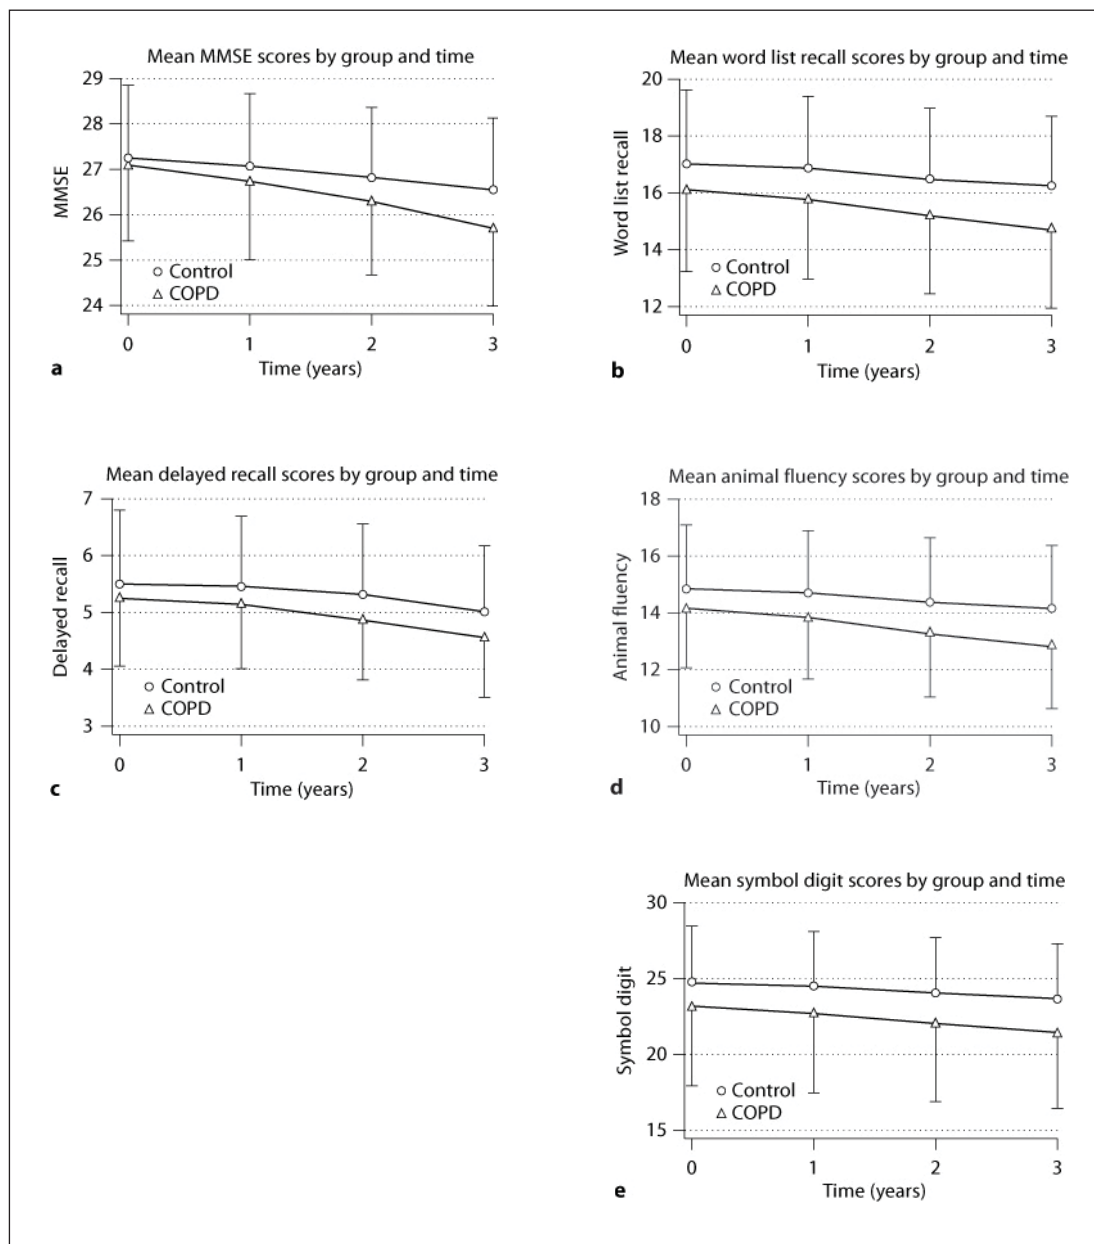 Mean MMSE scores by group and time
29
28
27
26
25
24
MMSE
Control
COPD
0 1 2 3
Time (years)
a
Mean word list recall scores by group and time
20
18
16
14
12
Word list recall
Control
COPD
0 1 2 3
Time (years)
b
Mean delayed recall scores by group and time
7
6
5
4
3
Delayed recall
Control
COPD
0 1 2 3
Time (years)
c
Mean animal fluency scores by group and time
18
16
14
12
10
Animal fluency
Control
COPD
0 1 2 3
Time (years)
d
Mean symbol digit scores by group and time
30
25
20
15
Symbol digit
Control
COPD
0 1 2 3
Time (years)
e